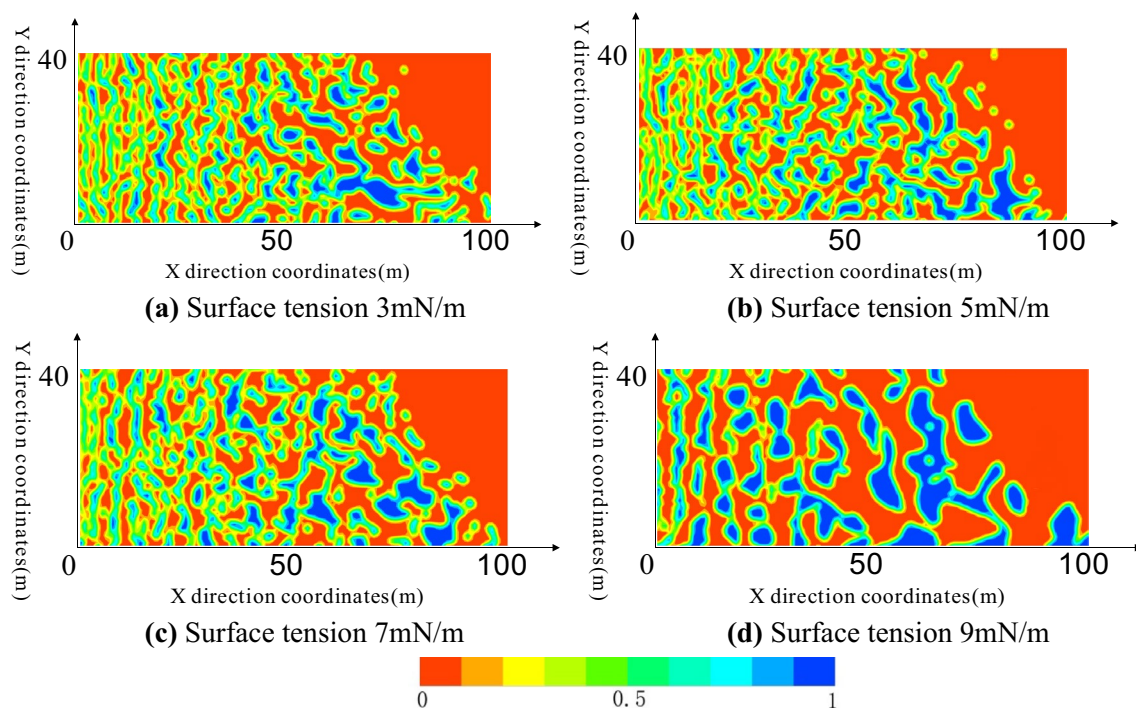 Y direction coordinates(m)
40
0
50
100
X direction coordinates(m)
(a) Surface tension 3mN/m
Y direction coordinates(m)
40
0
50
100
X direction coordinates(m)
(b) Surface tension 5mN/m
Y direction coordinates(m)
40
0
50
100
X direction coordinates(m)
(c) Surface tension 7mN/m
Y direction coordinates(m)
40
0
50
100
X direction coordinates(m)
(d) Surface tension 9mN/m
0
0.5
1